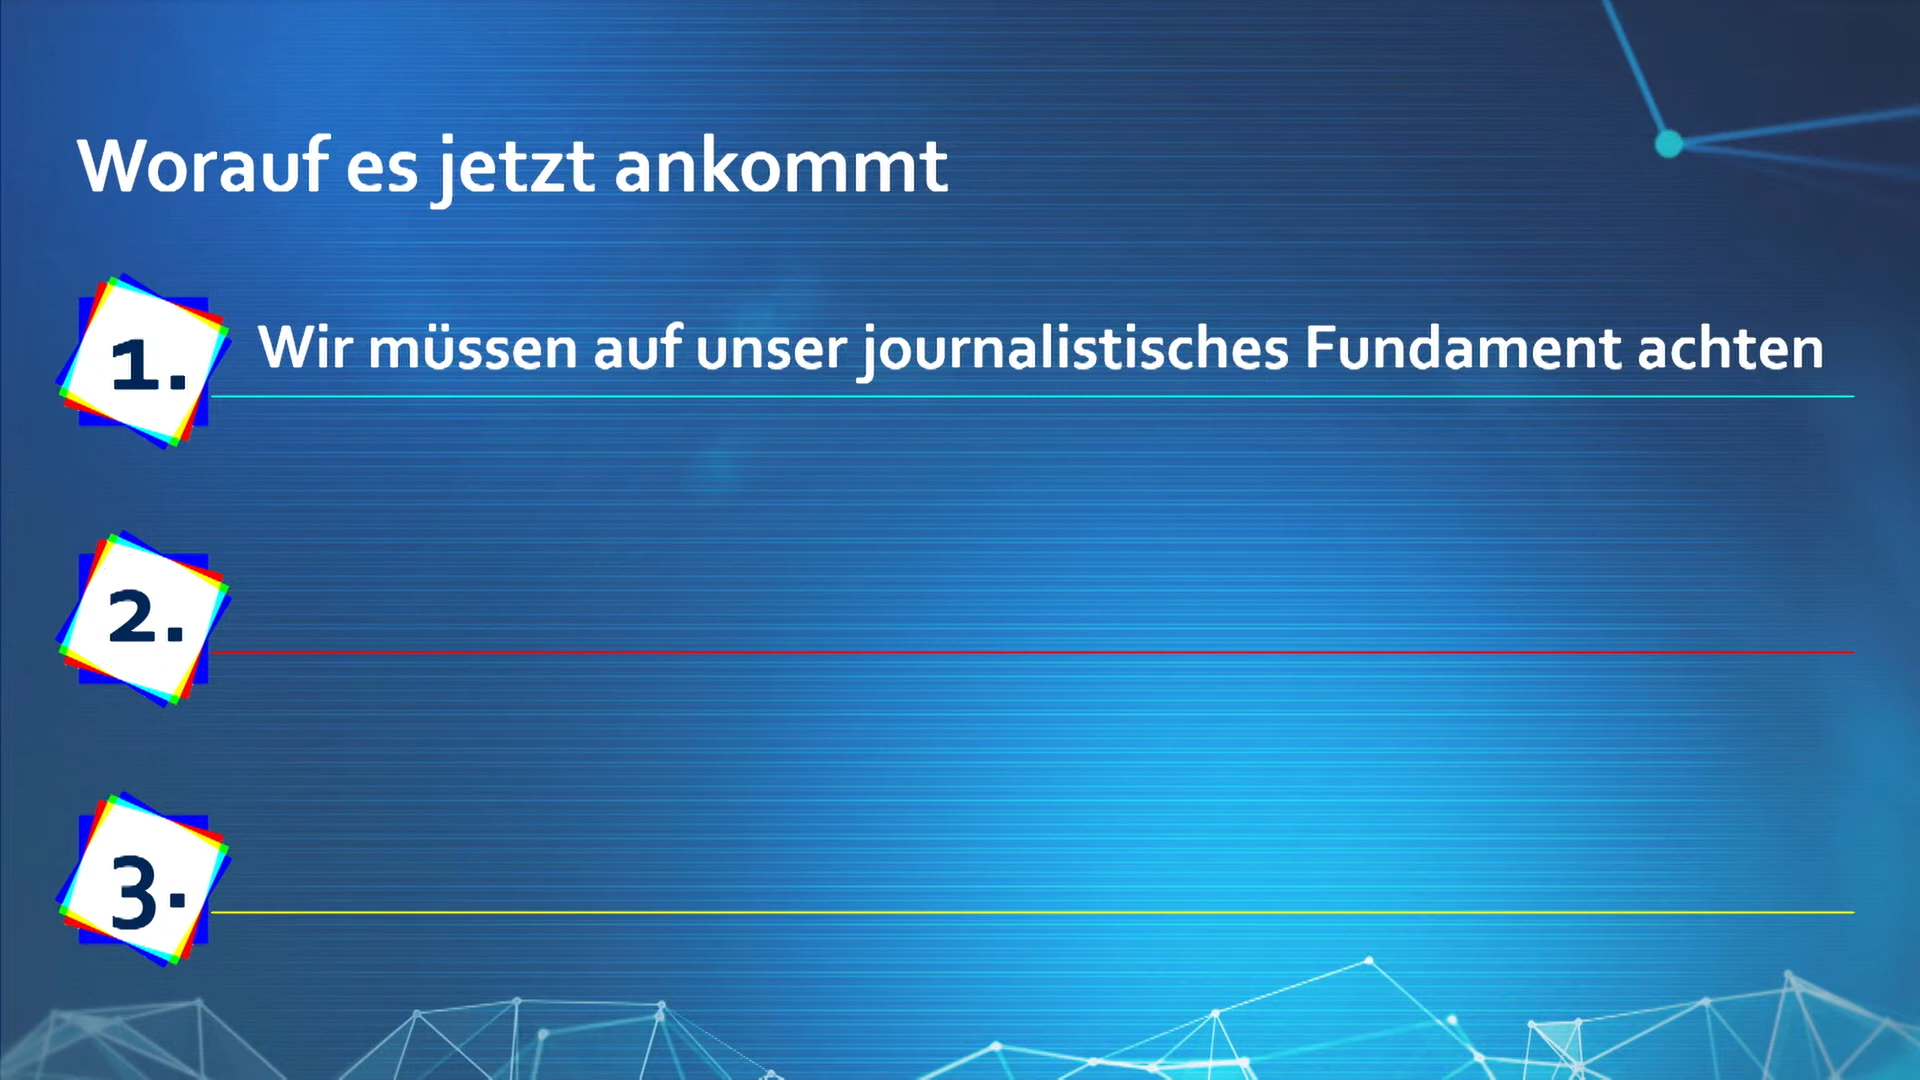 Worauf es jetzt ankommt
1. Wir müssen auf unser journalistisches Fundament achten
2.
3.